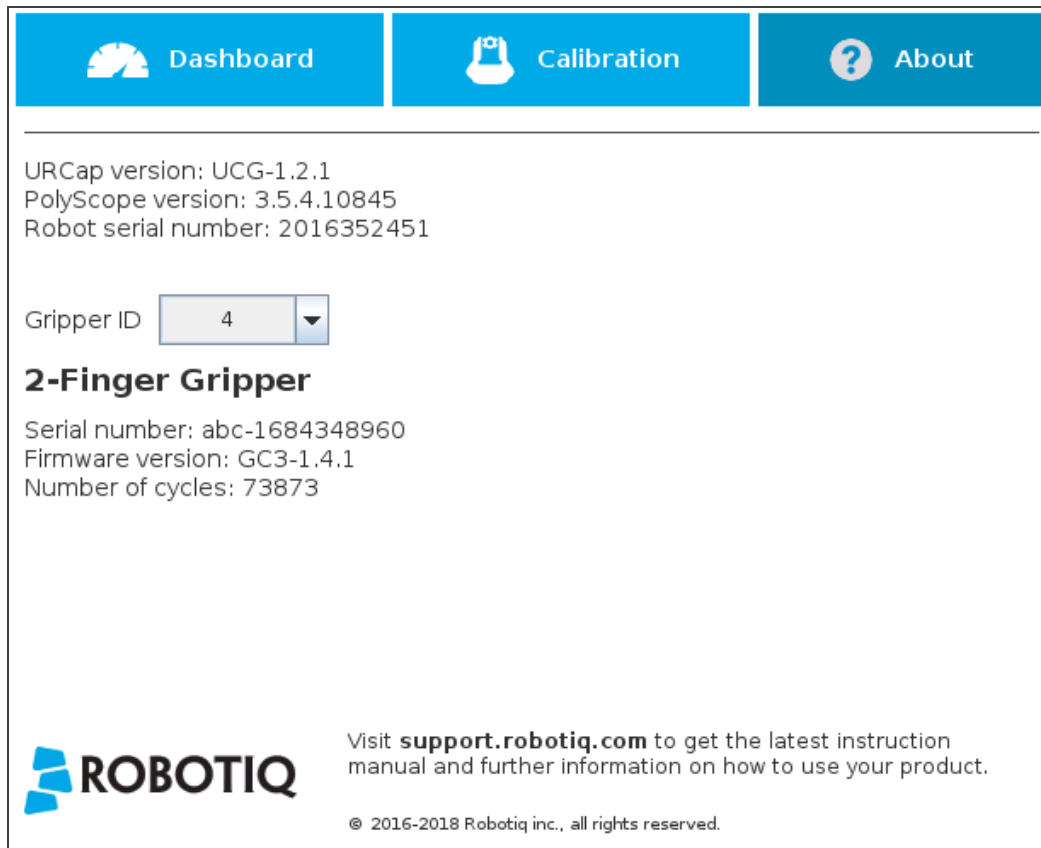 Dashboard
Calibration
? About
URCap version: UCG-1.2.1
PolyScope version: 3.5.4.10845
Robot serial number: 2016352451
Gripper ID 4
2-Finger Gripper
Serial number: abc-1684348960
Firmware version: GC3-1.4.1
Number of cycles: 73873
ROBOTIQ
Visit support.robotiq.com to get the latest instruction
manual and further information on how to use your product.
© 2016-2018 Robotiq inc., all rights reserved.